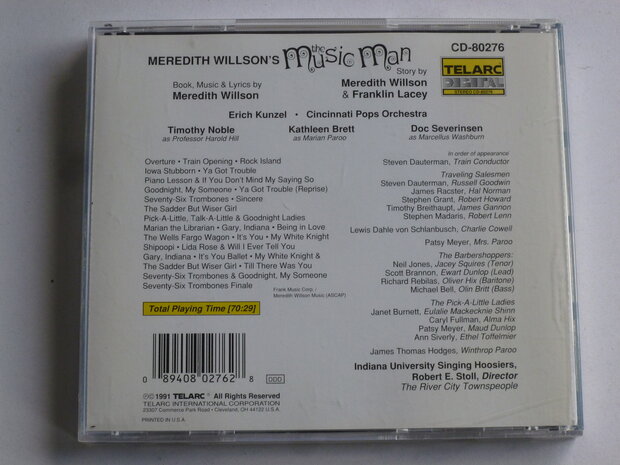 MEREDITH WILLSON'S the Music Man
CD-80276
TELARC
DIGITAL
STEREO CD-80276
Book, Music & Lyrics by
Meredith Willson
Story by
Meredith Willson
& Franklin Lacey
Erich Kunzel • Cincinnati Pops Orchestra
Timothy Noble
as Professor Harold Hill
Kathleen Brett
as Marian Paroo
Doc Severinsen
as Marcellus Washburn
Overture • Train Opening • Rock Island
Iowa Stubborn • Ya Got Trouble
Piano Lesson & If You Don't Mind My Saying So
Goodnight, My Someone • Ya Got Trouble (Reprise)
Seventy-Six Trombones • Sincere
The Sadder But Wiser Girl
Pick-A-Little, Talk-A-Little & Goodnight Ladies
Marian the Librarian • Gary, Indiana • Being in Love
The Wells Fargo Wagon • It's You • My White Knight
Shipoopi • Lida Rose & Will I Ever Tell You
Gary, Indiana • It's You Ballet • My White Knight &
The Sadder But Wiser Girl • Till There Was You
Seventy-Six Trombones & Goodnight, My Someone
Seventy-Six Trombones Finale
Frank Music Corp. /
Meredith Willson Music (ASCAP)
Total Playing Time [70:29]
In order of appearance
Steven Dauterman, Train Conductor
Traveling Salesmen
Steven Dauterman, Russell Goodwin
James Racster, Hal Norman
Stephen Grant, Robert Howard
Timothy Breithaupt, James Gannon
Stephen Madaris, Robert Lenn
Lewis Dahle von Schlanbusch, Charlie Cowell
Patsy Meyer, Mrs. Paroo
The Barbershoppers:
Neil Jones, Jacey Squires (Tenor)
Scott Brannon, Ewart Dunlop (Lead)
Richard Rebilas, Oliver Hix (Baritone)
Michael Bell, Olin Britt (Bass)
The Pick-A-Little Ladies
Janet Burnett, Eulalie Mackecknie Shinn
Caryl Fullman, Alma Hix
Patsy Meyer, Maud Dunlop
Ann Siverly, Ethel Toffelmier
James Thomas Hodges, Winthrop Paroo
Indiana University Singing Hoosiers,
Robert E. Stoll, Director
The River City Townspeople
0 89408 02762 8
DDD
℗© 1991 TELARC® All Rights Reserved
TELARC INTERNATIONAL CORPORATION
23307 Commerce Park Road • Cleveland, OH 44122 U.S.A.
PRINTED IN U.S.A.